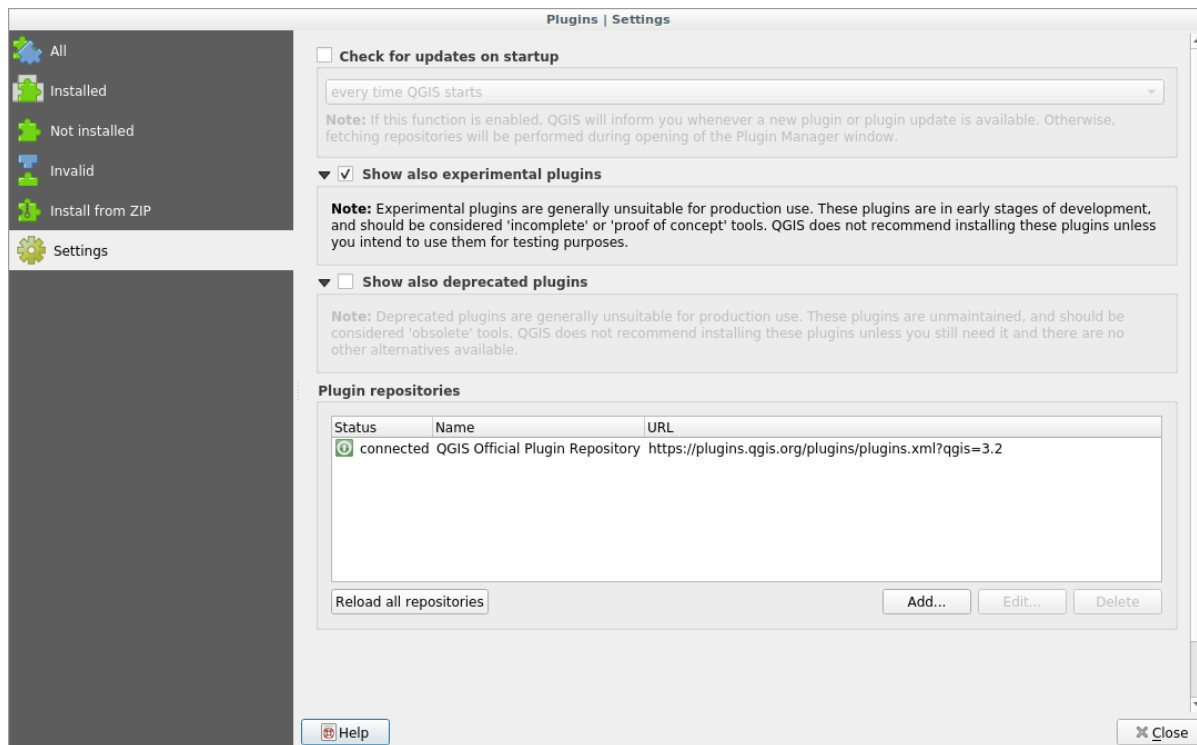 Plugins | Settings
All
Installed
Not installed
Invalid
Install from ZIP
Settings
Check for updates on startup
every time QGIS starts
Note: If this function is enabled, QGIS will inform you whenever a new plugin or plugin update is available. Otherwise,
fetching repositories will be performed during opening of the Plugin Manager window.
Show also experimental plugins
Note: Experimental plugins are generally unsuitable for production use. These plugins are in early stages of development,
and should be considered 'incomplete' or 'proof of concept' tools. QGIS does not recommend installing these plugins unless
you intend to use them for testing purposes.
Show also deprecated plugins
Note: Deprecated plugins are generally unsuitable for production use. These plugins are unmaintained, and should be
considered 'obsolete' tools. QGIS does not recommend installing these plugins unless you still need it and there are no
other alternatives available.
Plugin repositories
Status Name URL
connected QGIS Official Plugin Repository https://plugins.qgis.org/plugins/plugins.xml?qgis=3.2
Reload all repositories Add... Edit... Delete
Help Close